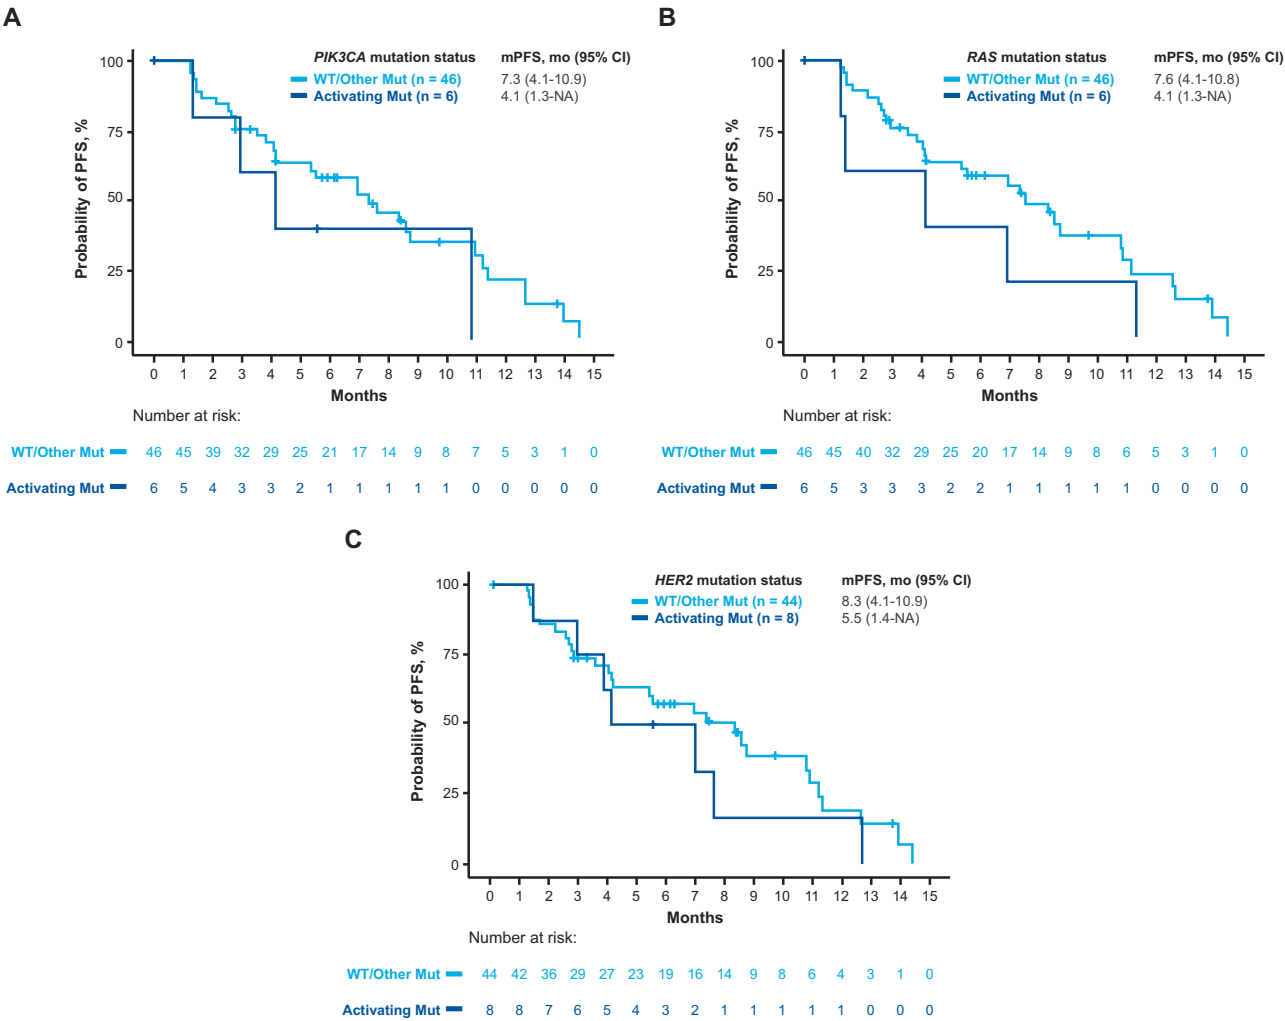 A
PIK3CA mutation status mPFS, mo (95% CI)
WT/Other Mut (n = 46) 7.3 (4.1-10.9)
Activating Mut (n = 6) 4.1 (1.3-NA)
Probability of PFS, %
100
75
50
25
0
0 1 2 3 4 5 6 7 8 9 10 11 12 13 14 15
Months
Number at risk:
WT/Other Mut 46 45 39 32 29 25 21 17 14 9 8 7 5 3 1 0
Activating Mut 6 5 4 3 3 2 1 1 1 1 1 0 0 0 0 0
B
RAS mutation status mPFS, mo (95% CI)
WT/Other Mut (n = 46) 7.6 (4.1-10.8)
Activating Mut (n = 6) 4.1 (1.3-NA)
Probability of PFS, %
100
75
50
25
0
0 1 2 3 4 5 6 7 8 9 10 11 12 13 14 15
Months
Number at risk:
WT/Other Mut 46 45 40 32 29 25 20 17 14 9 8 6 5 3 1 0
Activating Mut 6 5 3 3 3 2 2 1 1 1 1 1 0 0 0 0
C
HER2 mutation status mPFS, mo (95% CI)
WT/Other Mut (n = 44) 8.3 (4.1-10.9)
Activating Mut (n = 8) 5.5 (1.4-NA)
Probability of PFS, %
100
75
50
25
0
0 1 2 3 4 5 6 7 8 9 10 11 12 13 14 15
Months
Number at risk:
WT/Other Mut 44 42 36 29 27 23 19 16 14 9 8 6 4 3 1 0
Activating Mut 8 8 7 6 5 4 3 2 1 1 1 1 1 0 0 0